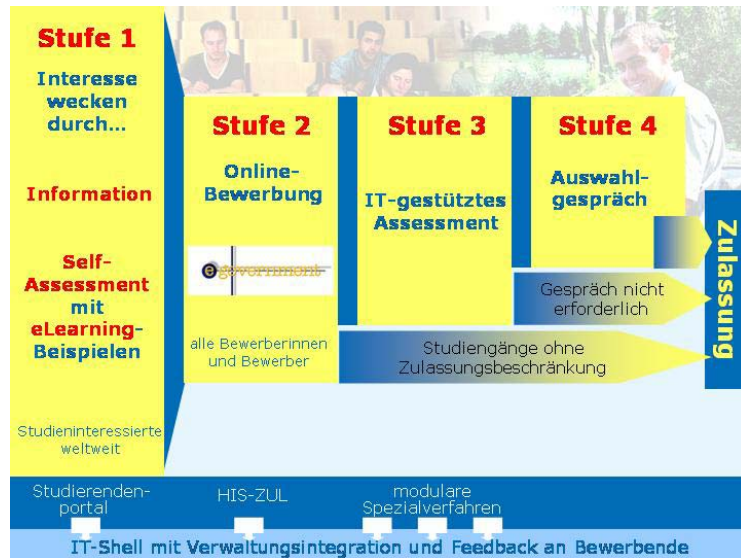 Stufe 1
Interesse
wecken
durch...
Information
Self-
Assessment
mit
eLearning-
Beispielen
Studieninteressierte
weltweit
Stufe 2
Online-
Bewerbung
e government
alle Bewerberinnen
und Bewerber
Stufe 3
IT-gestütztes
Assessment
Stufe 4
Auswahl-
gespräch
Gespräch nicht
erforderlich
Studiengänge ohne
Zulassungsbeschränkung
Zulassung
Studierenden-
portal
HIS-ZUL
modulare
Spezialverfahren
IT-Shell mit Verwaltungsintegration und Feedback an Bewerbende